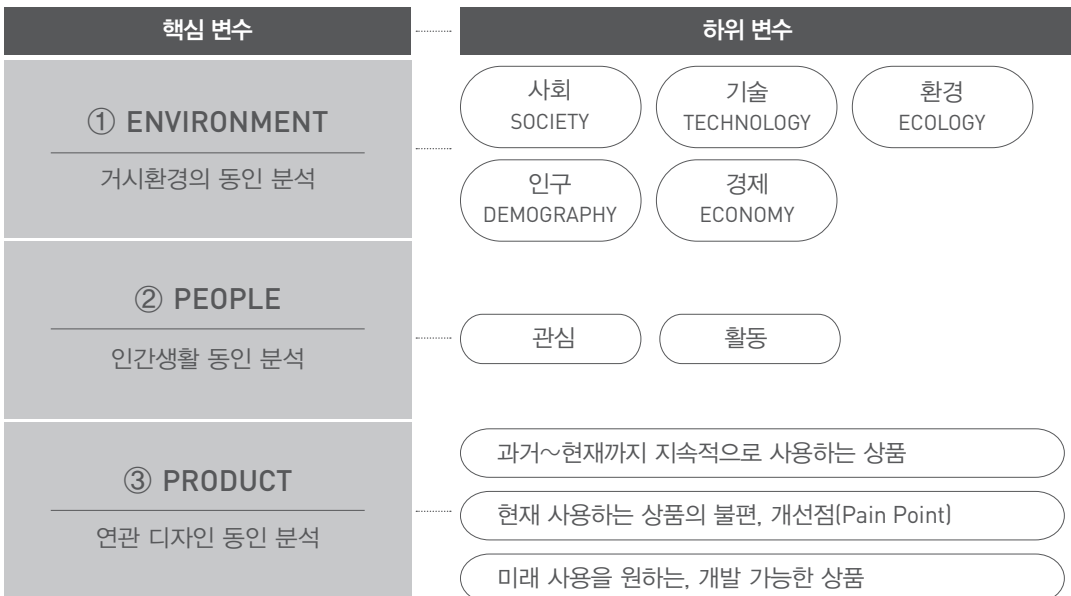 핵심 변수
하위 변수
① ENVIRONMENT
거시환경의 동인 분석
사회
SOCIETY
기술
TECHNOLOGY
환경
ECOLOGY
인구
DEMOGRAPHY
경제
ECONOMY
② PEOPLE
인간생활 동인 분석
관심
활동
③ PRODUCT
연관 디자인 동인 분석
과거～현재까지 지속적으로 사용하는 상품
현재 사용하는 상품의 불편, 개선점(Pain Point)
미래 사용을 원하는, 개발 가능한 상품